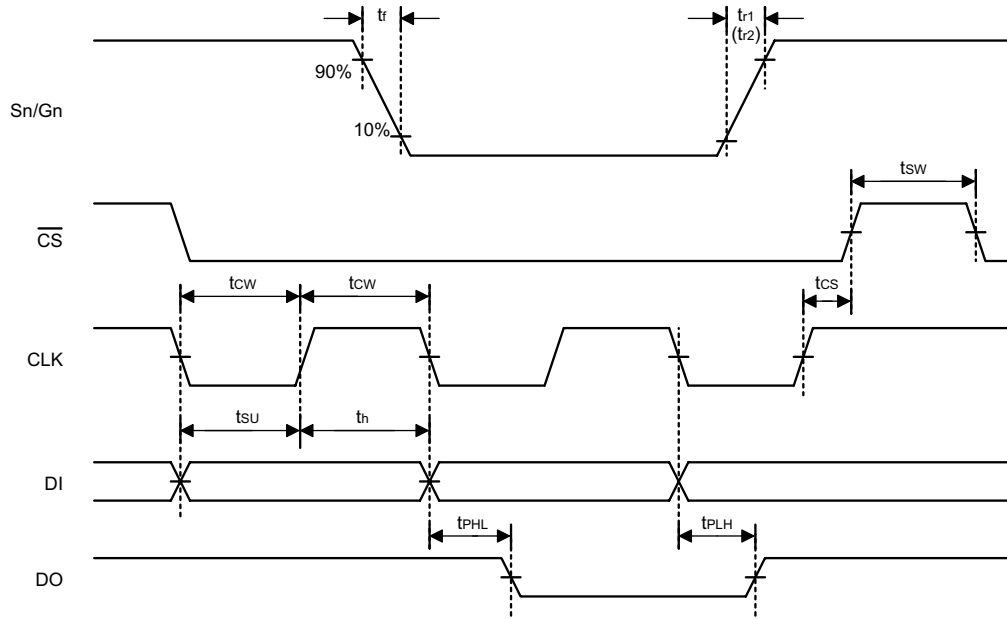 tf
tr1
(tr2)
90%
Sn/Gn
10%
tSW
CS
tCW tCW
tCS
CLK
tSU th
DI
tPHL tPLH
DO